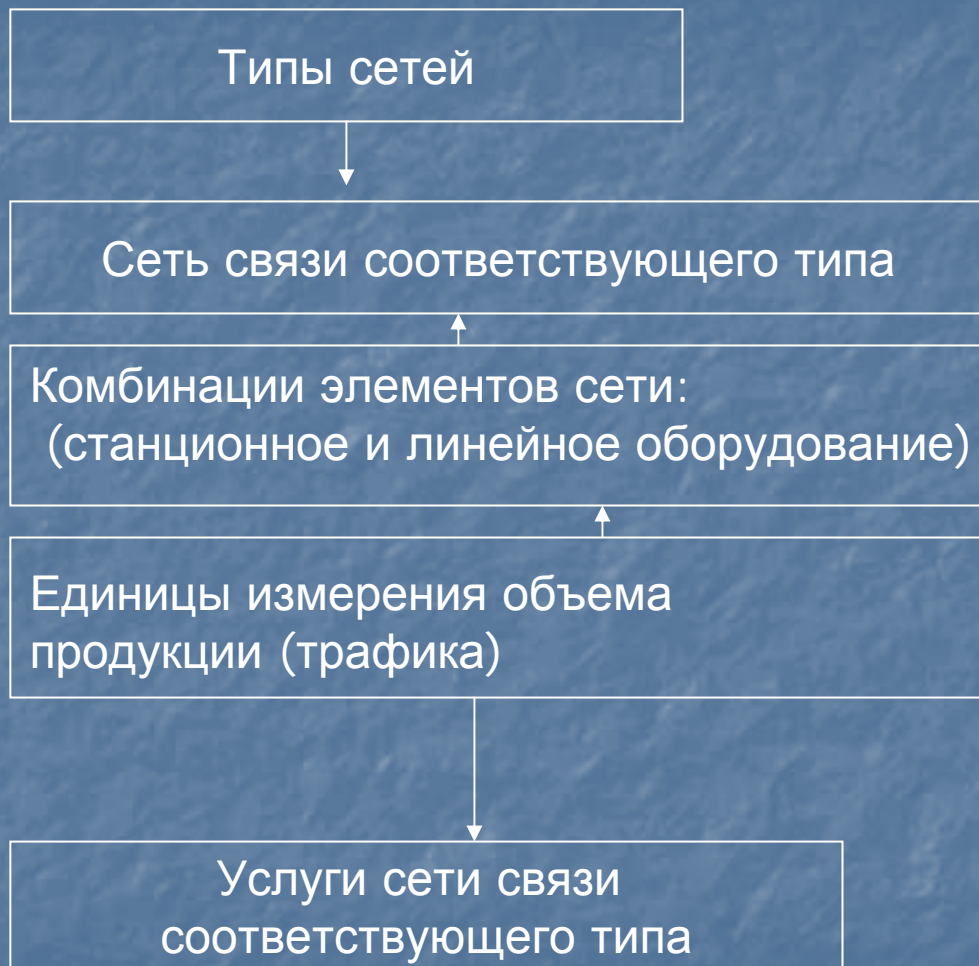 Типы сетей
Сеть связи соответствующего типа
Комбинации элементов сети:
(станционное и линейное оборудование)
Единицы измерения объема
продукции (трафика)
Услуги сети связи
соответствующего типа